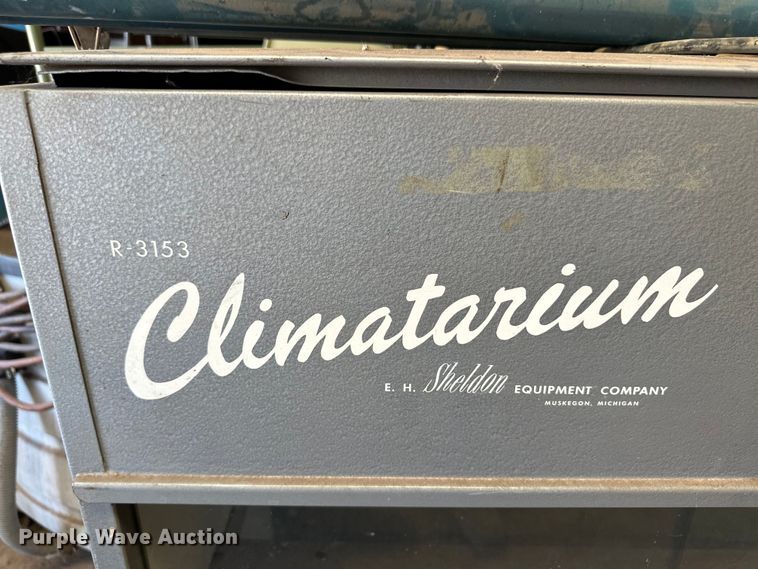 R-3153
Climatarium
E. H. Sheldon EQUIPMENT COMPANY
MUSKEGON, MICHIGAN
Purple Wave Auction